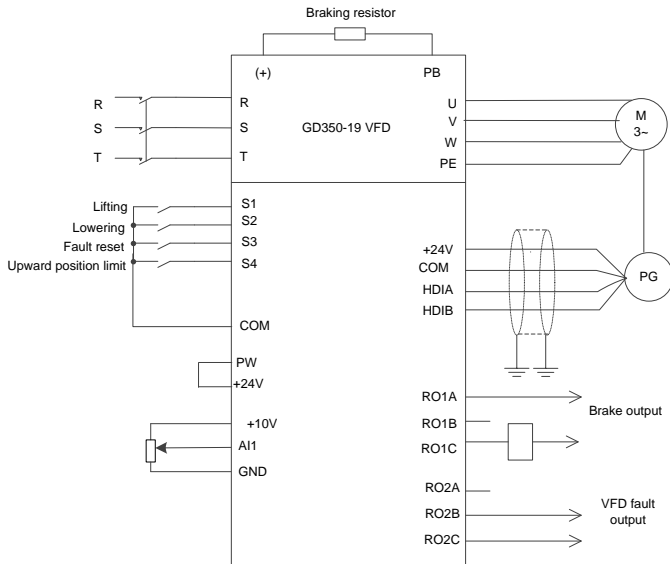 Braking resistor
(+)
PB
GD350-19 VFD
R
S
T
R
S
T
U
V
W
PE
M
3~
Lifting
Lowering
Fault reset
Upward position limit
S1
S2
S3
S4
COM
PW
+24V
+10V
AI1
GND
+24V
COM
HDIA
HDIB
PG
RO1A
RO1B
RO1C
Brake output
RO2A
RO2B
RO2C
VFD fault
output